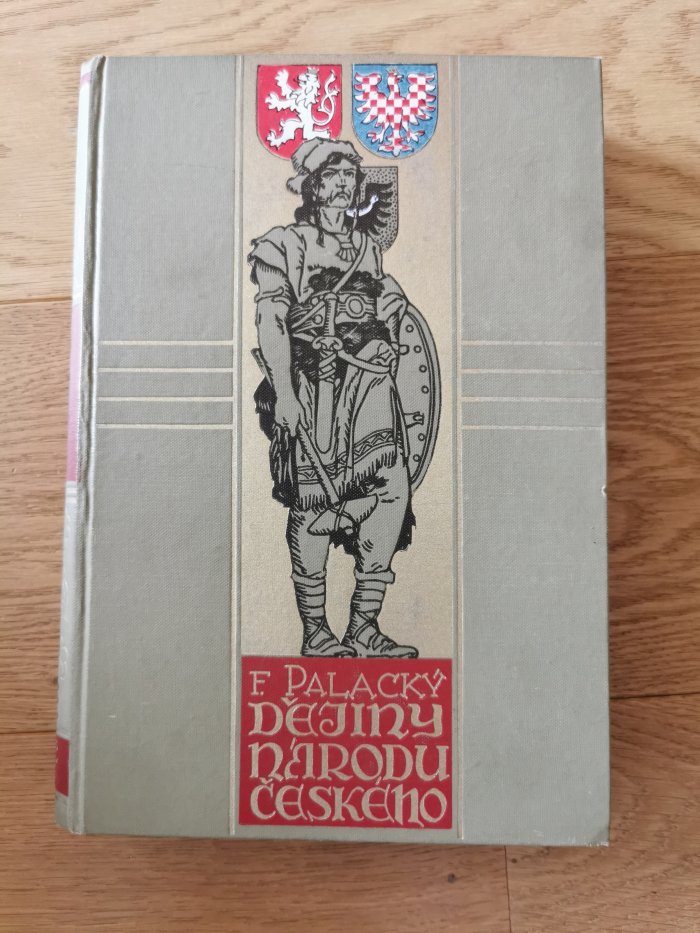 F. PALACKÝ
DĚJINY
NÁRODU
ČESKÉHO